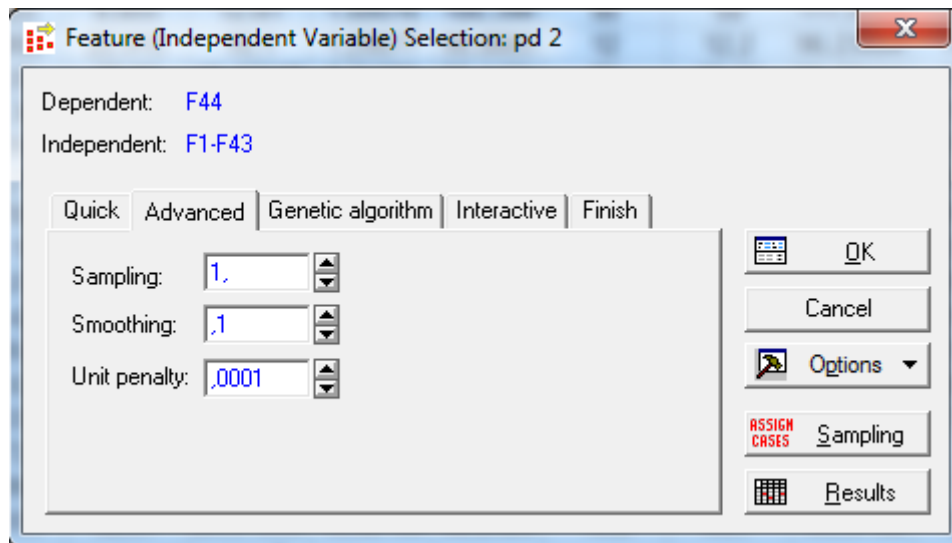 Feature (Independent Variable) Selection: pd 2
Dependent: F44
Independent: F1-F43
Quick Advanced Genetic algorithm Interactive Finish
Sampling: 1,
Smoothing: ,1
Unit penalty: ,0001
OK
Cancel
Options
ASSIGN CASES Sampling
Results